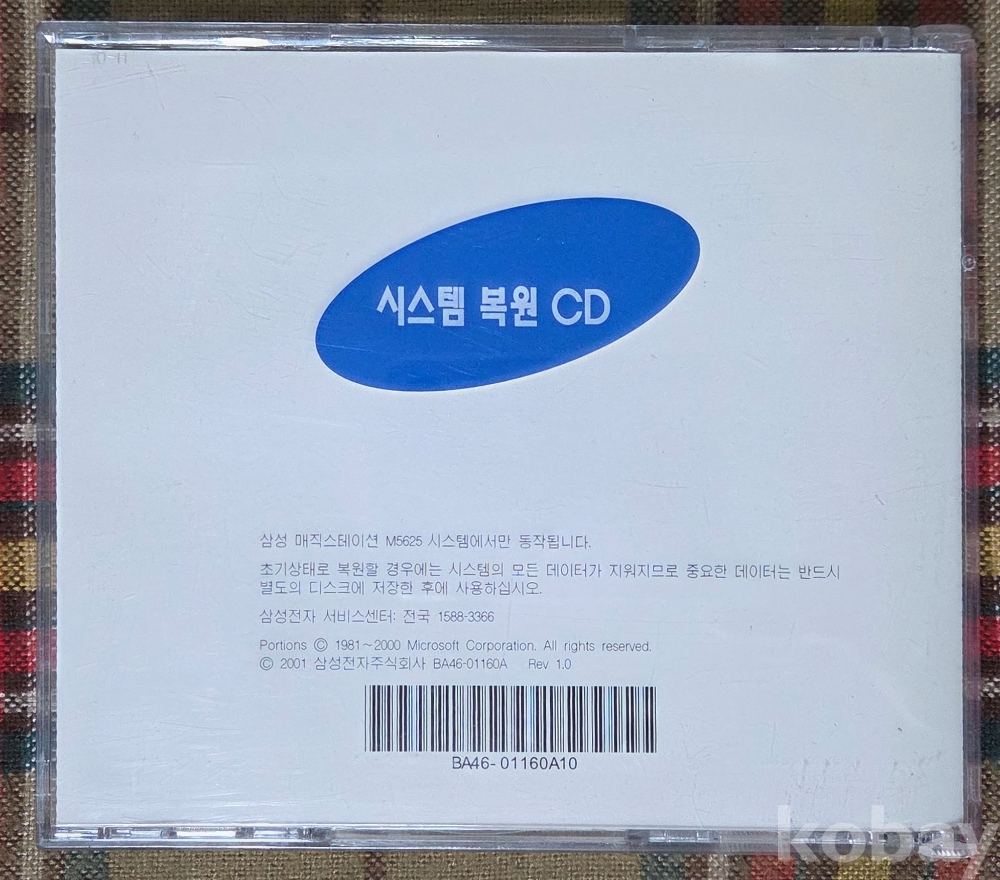 시스템 복원 CD
삼성 매직스테이션 M5625 시스템에서만 동작됩니다.
초기상태로 복원할 경우에는 시스템의 모든 데이터가 지워지므로 중요한 데이터는 반드시
별도의 디스크에 저장한 후에 사용하십시오.
삼성전자 서비스센터: 전국 1588-3366
Portions © 1981~2000 Microsoft Corporation. All rights reserved.
© 2001 삼성전자주식회사 BA46-01160A Rev 1.0
BA46-01160A10
kobay